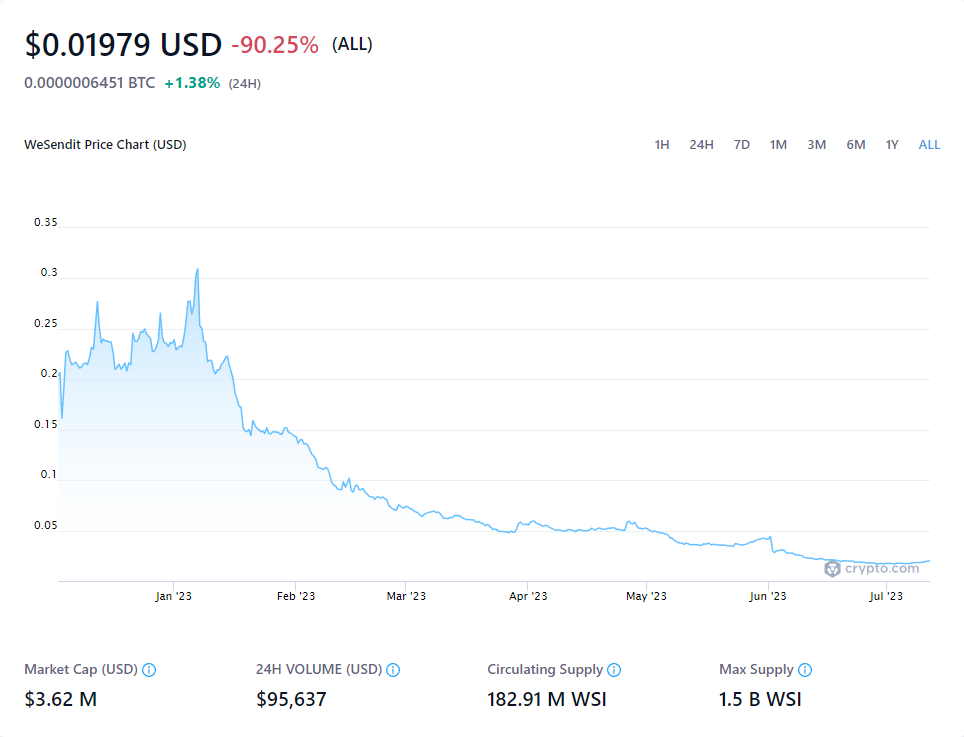 $0.01979 USD -90.25% (ALL)
0.0000006451 BTC +1.38% (24H)
WeSendit Price Chart (USD) 1H 24H 7D 1M 3M 6M 1Y ALL
0.35
0.3
0.25
0.2
0.15
0.1
0.05
crypto.com
Jan '23 Feb '23 Mar '23 Apr '23 May '23 Jun '23 Jul '23
Market Cap (USD) 24H VOLUME (USD) Circulating Supply Max Supply
$3.62 M $95,637 182.91 M WSI 1.5 B WSI